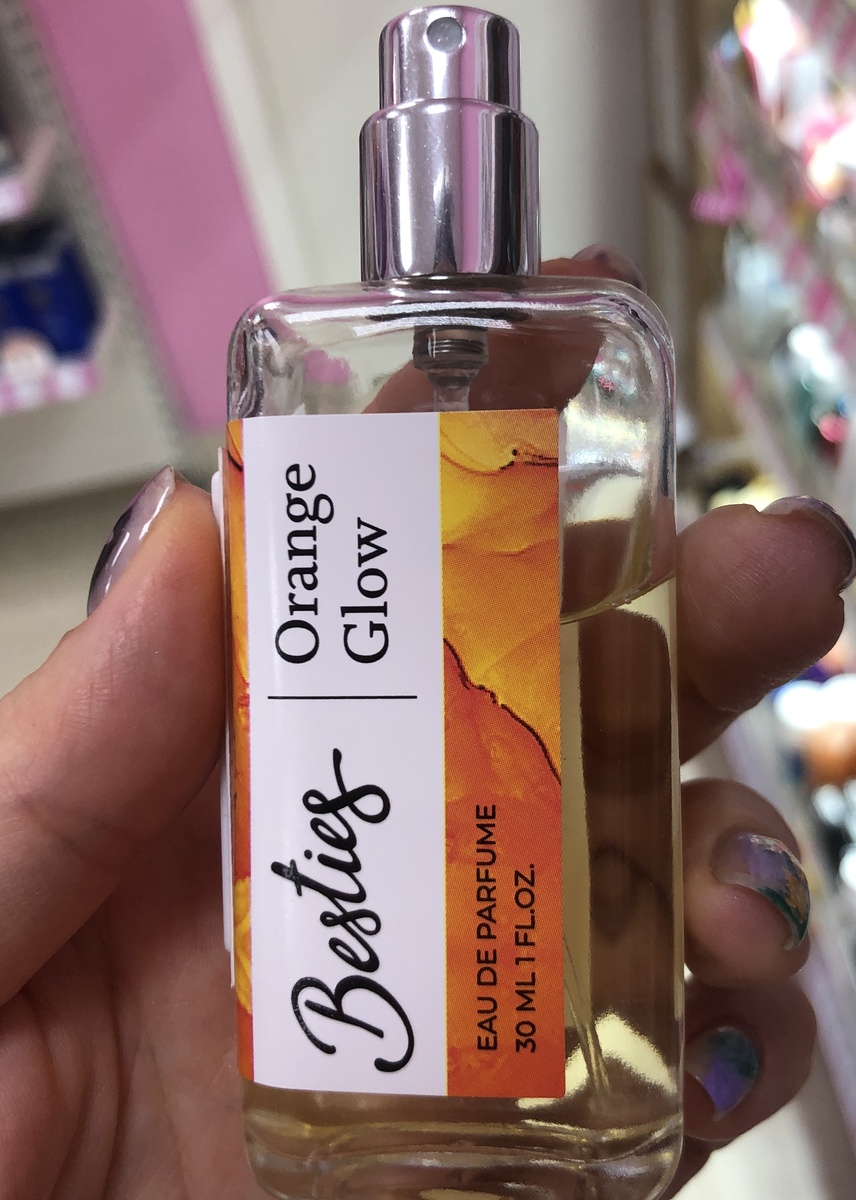 Besties
Orange
Glow
EAU DE PARFUME
30 ML 1 FL.OZ.